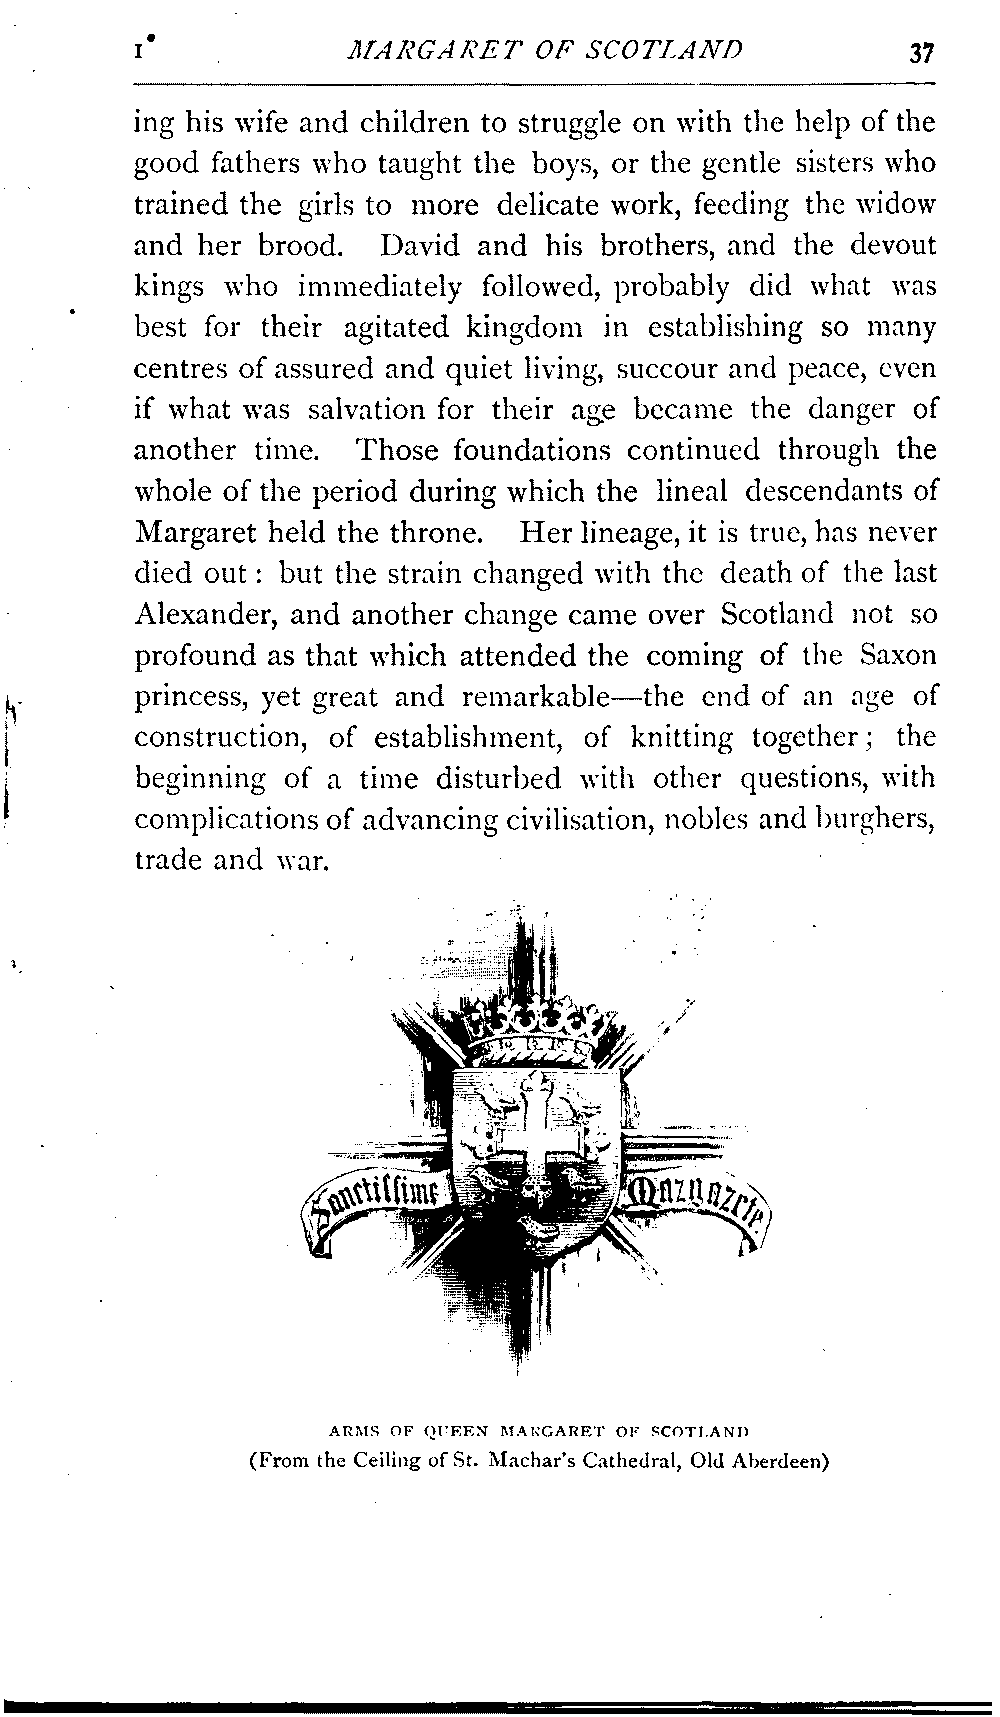 I MARGARET OF SCOTLAND 37
ing his wife and children to struggle on with the help of the
good fathers who taught the boys, or the gentle sisters who
trained the girls to more delicate work, feeding the widow
and her brood. David and his brothers, and the devout
kings who immediately followed, probably did what was
best for their agitated kingdom in establishing so many
centres of assured and quiet living, succour and peace, even
if what was salvation for their age became the danger of
another time. Those foundations continued through the
whole of the period during which the lineal descendants of
Margaret held the throne. Her lineage, it is true, has never
died out: but the strain changed with the death of the last
Alexander, and another change came over Scotland not so
profound as that which attended the coming of the Saxon
princess, yet great and remarkable—the end of an age of
construction, of establishment, of knitting together; the
beginning of a time disturbed with other questions, with
complications of advancing civilisation, nobles and burghers,
trade and war.
Sanctissime Margarete
ARMS OF QUEEN MARGARET OF SCOTLAND
(From the Ceiling of St. Machar's Cathedral, Old Aberdeen)